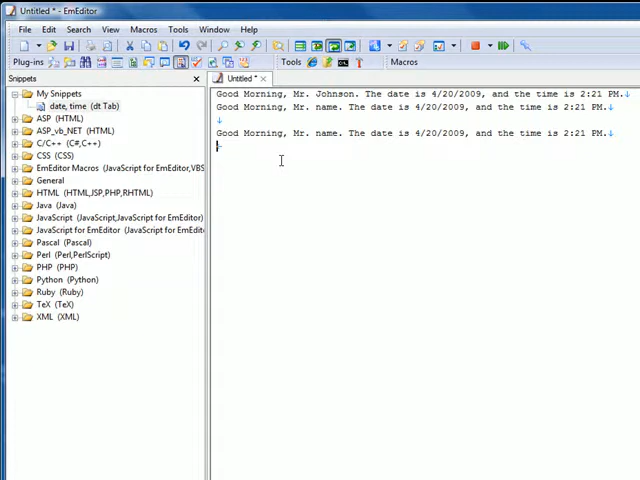 Untitled * - EmEditor
File Edit Search View Macros Tools Window Help
Plug-ins Tools Macros
Snippets
Untitled *
My Snippets
date, time (dt Tab)
ASP (HTML)
ASP_vb_NET (HTML)
C/C++ (C#,C++)
CSS (CSS)
EmEditor Macros (JavaScript for EmEditor,VBS
General
HTML (HTML,JSP,PHP,RHTML)
Java (Java)
JavaScript (JavaScript,JavaScript for EmEditor)
JavaScript for EmEditor (JavaScript for EmEdit
Pascal (Pascal)
Perl (Perl,PerlScript)
PHP (PHP)
Python (Python)
Ruby (Ruby)
TeX (TeX)
XML (XML)
Good Morning, Mr. Johnson. The date is 4/20/2009, and the time is 2:21 PM.↓
Good Morning, Mr. name. The date is 4/20/2009, and the time is 2:21 PM.↓
↓
Good Morning, Mr. name. The date is 4/20/2009, and the time is 2:21 PM.↓